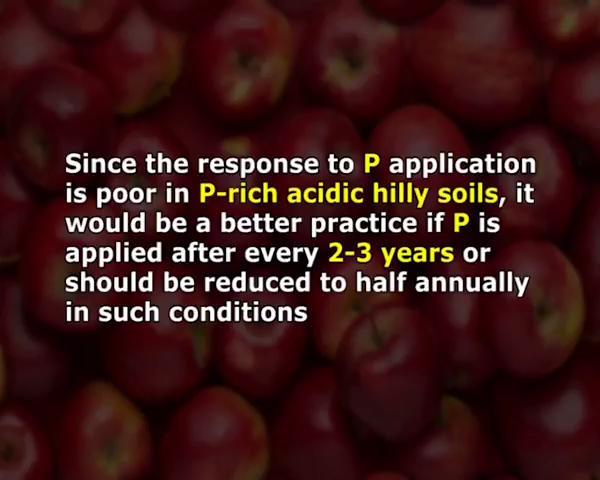 Since the response to P application
is poor in P-rich acidic hilly soils, it
would be a better practice if P is
applied after every 2-3 years or
should be reduced to half annually
in such conditions